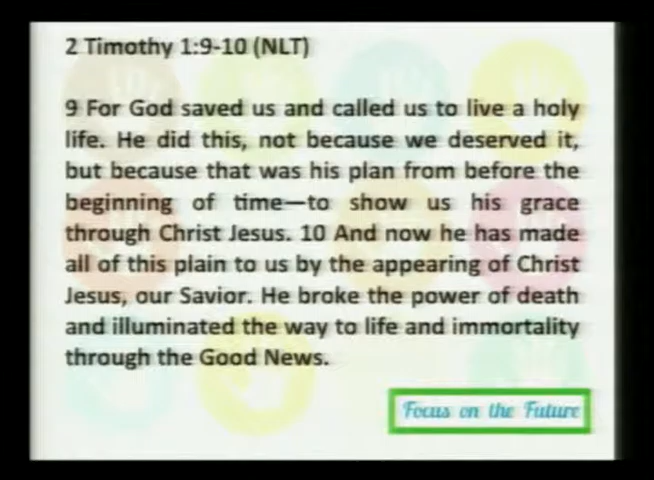 2 Timothy 1:9-10 (NLT)
9 For God saved us and called us to live a holy
life. He did this, not because we deserved it,
but because that was his plan from before the
beginning of time—to show us his grace
through Christ Jesus. 10 And now he has made
all of this plain to us by the appearing of Christ
Jesus, our Savior. He broke the power of death
and illuminated the way to life and immortality
through the Good News.
Focus on the Future